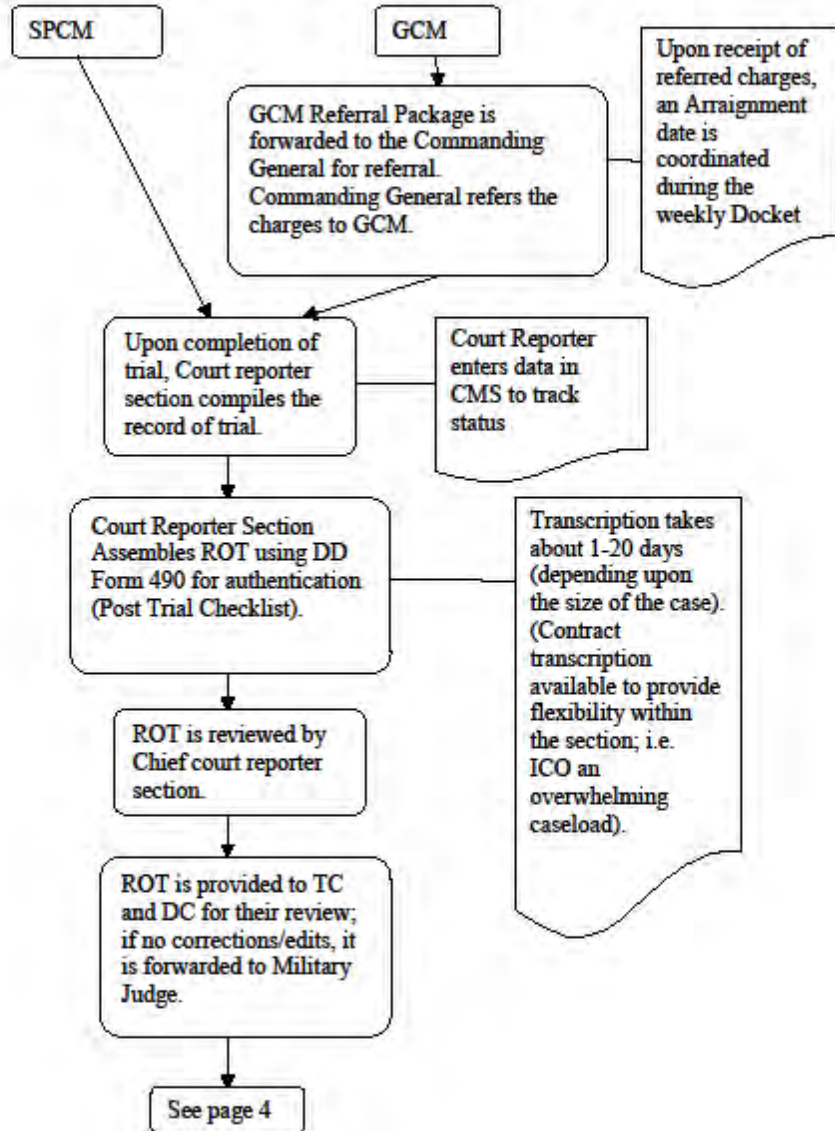 SPCM
GCM
Upon receipt of
referred charges,
an Arraignment
date is
coordinated
during the
weekly Docket
GCM Referral Package is
forwarded to the Commanding
General for referral.
Commanding General refers the
charges to GCM.
Upon completion of
trial, Court reporter
section compiles the
record of trial.
Court Reporter
enters data in
CMS to track
status
Court Reporter Section
Assembles ROT using DD
Form 490 for authentication
(Post Trial Checklist).
Transcription takes
about 1-20 days
(depending upon
the size of the case).
(Contract
transcription
available to provide
flexibility within
the section; i.e.
ICO an
overwhelming
caseload).
ROT is reviewed by
Chief court reporter
section.
ROT is provided to TC
and DC for their review;
if no corrections/edits, it
is forwarded to Military
Judge.
See page 4